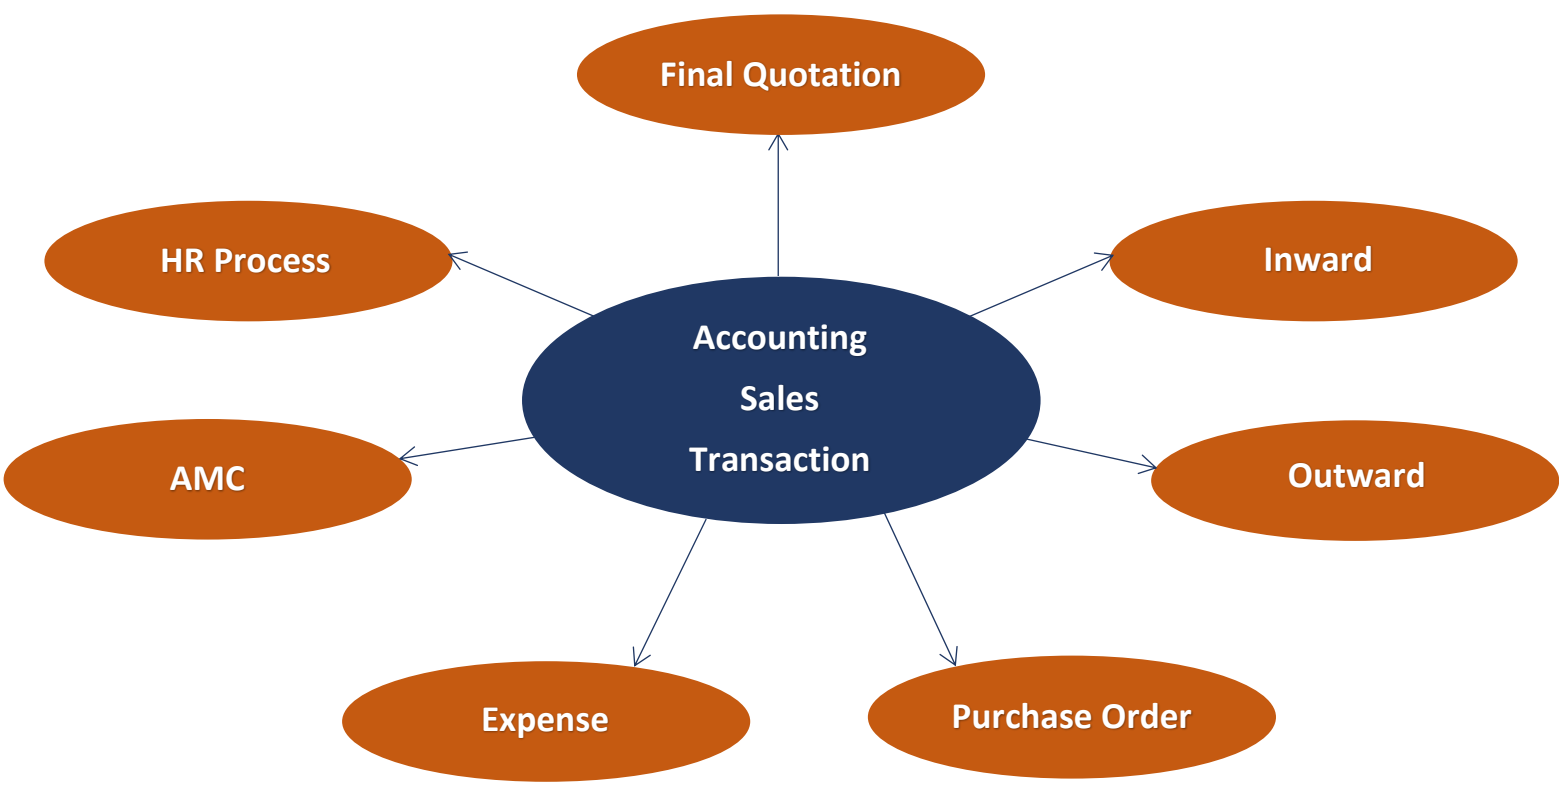 Final Quotation
HR Process
Inward
Accounting
Sales
Transaction
AMC
Outward
Expense
Purchase Order